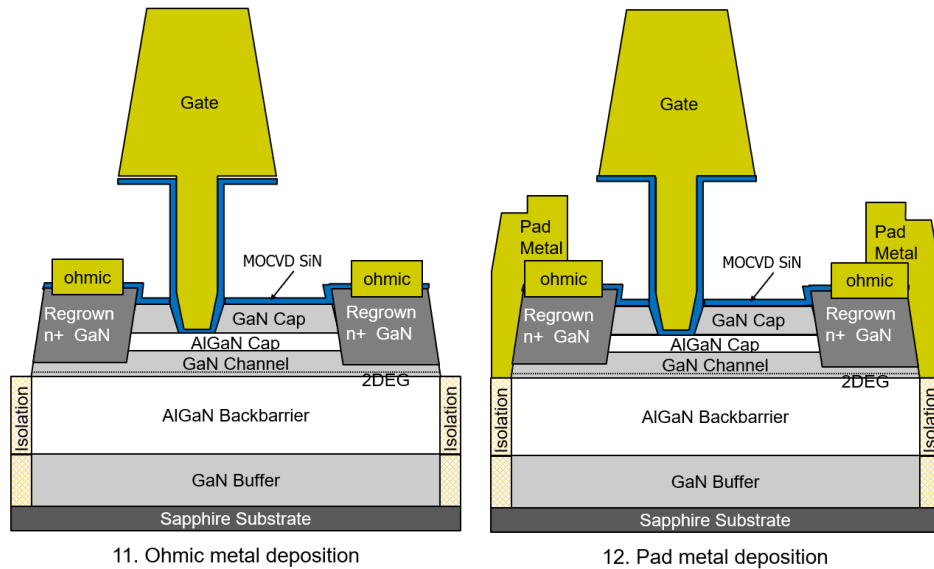 Gate
MOCVD SiN
ohmic
ohmic
Regrown
n+ GaN
GaN Cap
Regrown
n+ GaN
AlGaN Cap
GaN Channel
2DEG
Isolation
AlGaN Backbarrier
Isolation
GaN Buffer
Sapphire Substrate
11. Ohmic metal deposition
Gate
Pad
Metal
Pad
Metal
MOCVD SiN
ohmic
ohmic
Regrown
n+ GaN
GaN Cap
Regrown
n+ GaN
AlGaN Cap
GaN Channel
2DEG
Isolation
AlGaN Backbarrier
Isolation
GaN Buffer
Sapphire Substrate
12. Pad metal deposition